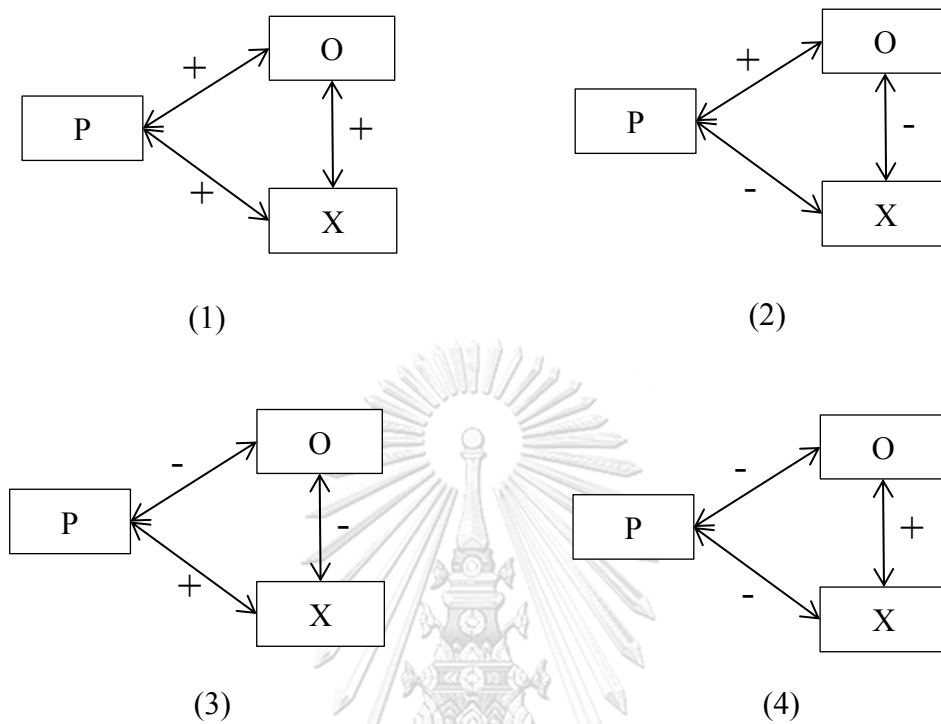 O
+
P
+
+
X
(1)
O
+
P
-
-
X
(2)
O
-
P
-
+
X
(3)
O
-
P
+
-
X
(4)